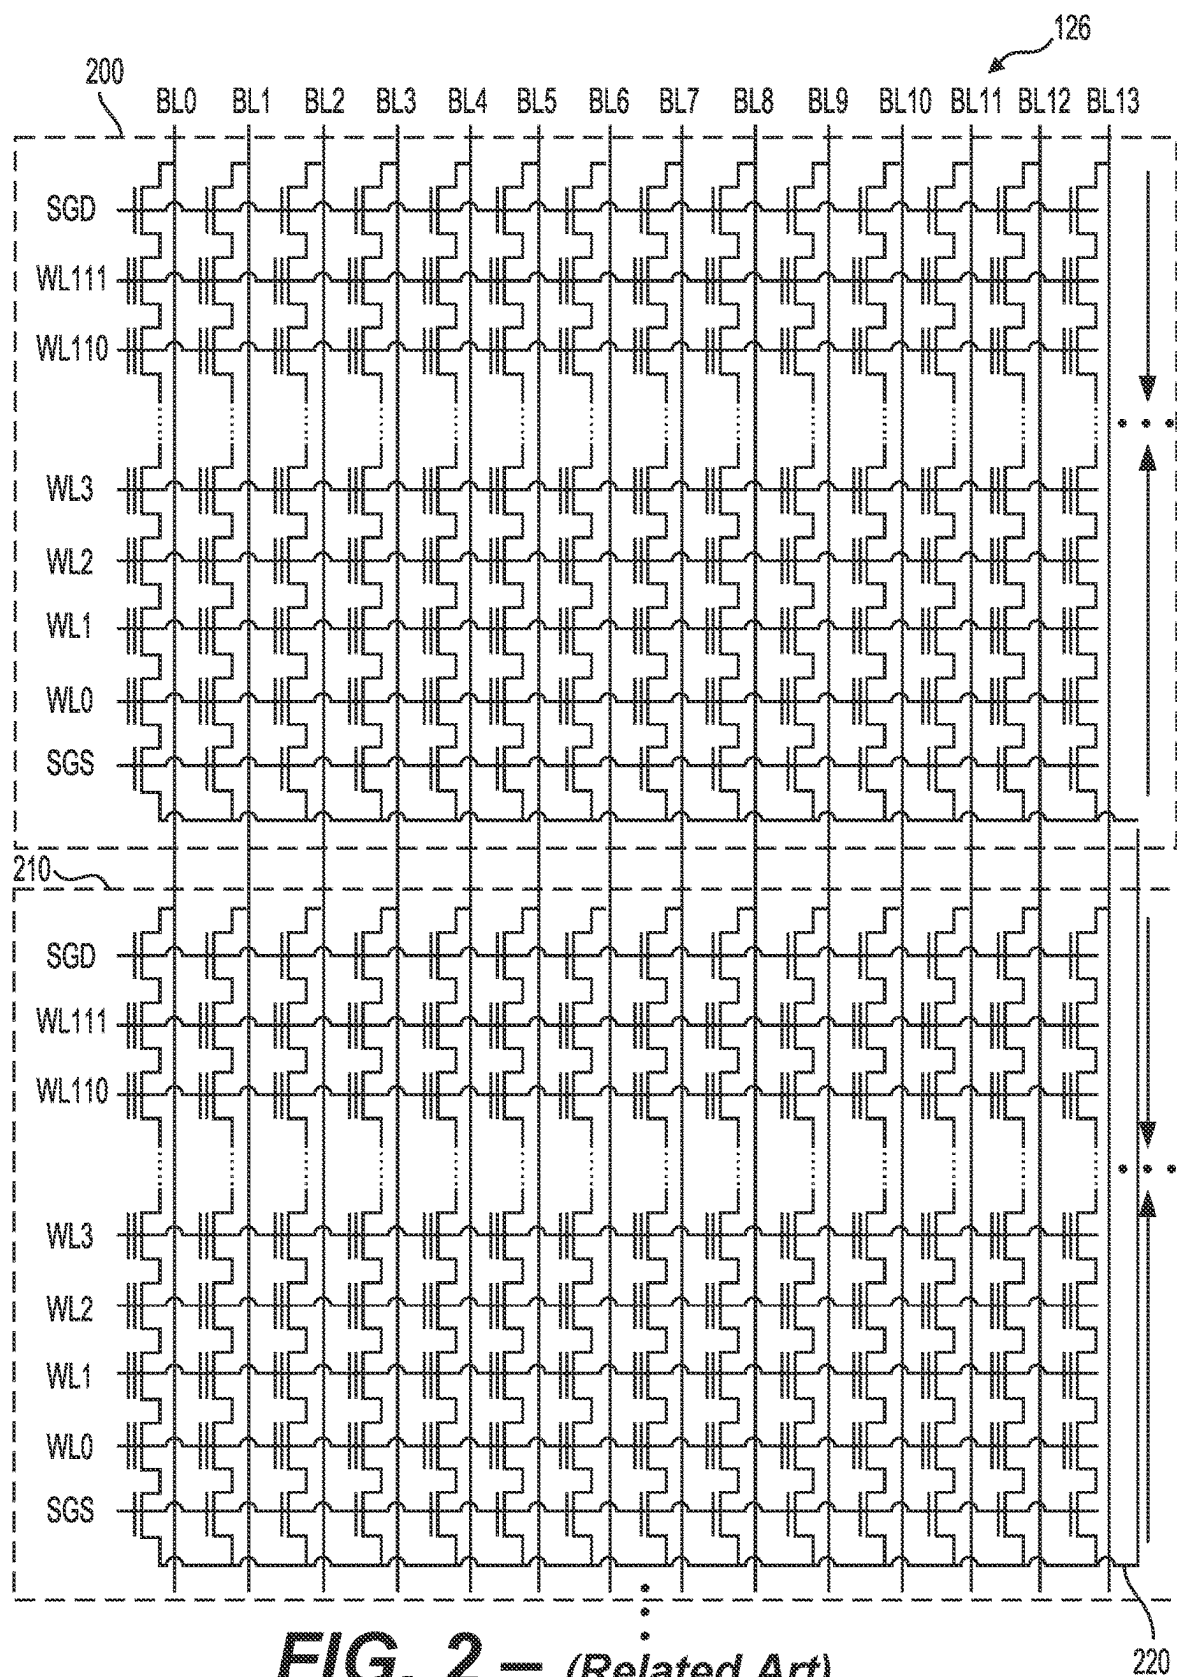 126
200
BL0 BL1 BL2 BL3 BL4 BL5 BL6 BL7 BL8 BL9 BL10 BL11 BL12 BL13
SGD
WL111
WL110
WL3
WL2
WL1
WL0
SGS
210
SGD
WL111
WL110
WL3
WL2
WL1
WL0
SGS
FIG. 2 – (Related Art)
220